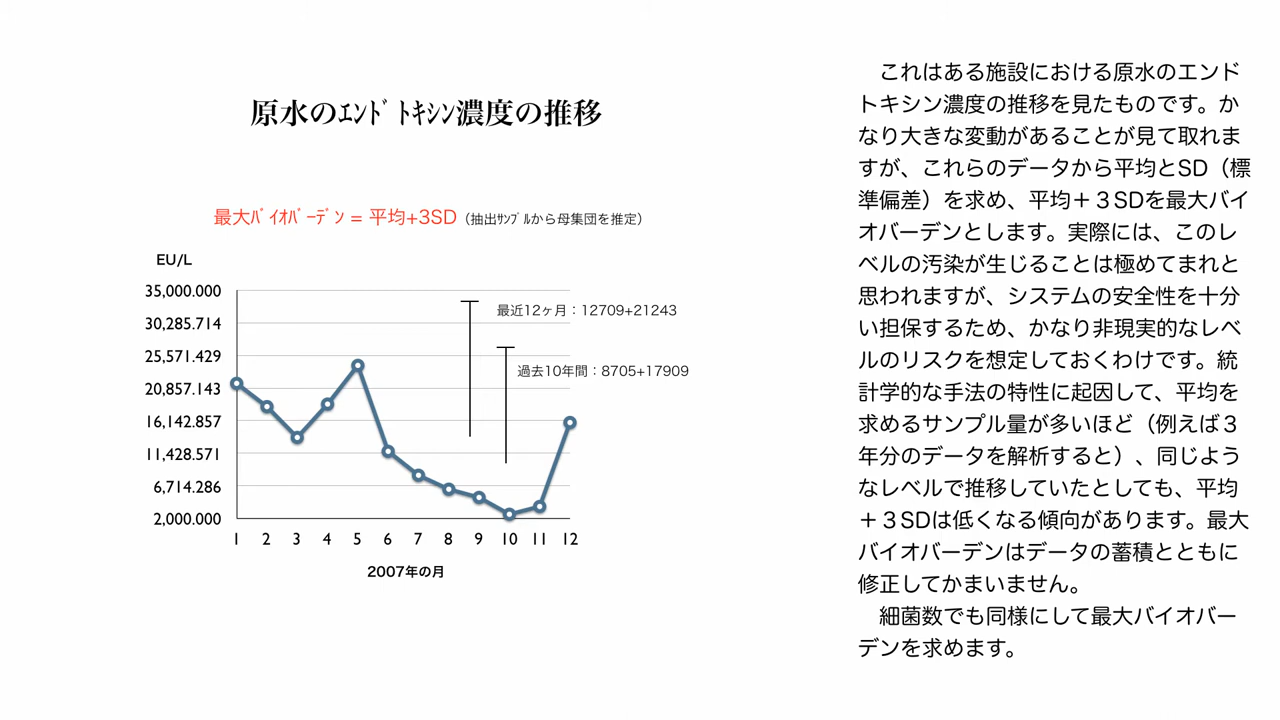 原水のｴﾝﾄﾞﾄｷｼﾝ濃度の推移
最大ﾊﾞｲｵﾊﾞｰﾃﾞﾝ = 平均+3SD（抽出ｻﾝﾌﾟﾙから母集団を推定）
EU/L
35,000.000
30,285.714
25,571.429
20,857.143
16,142.857
11,428.571
6,714.286
2,000.000
最近12ヶ月：12709+21243
過去10年間：8705+17909
1 2 3 4 5 6 7 8 9 10 11 12
2007年の月
　これはある施設における原水のエンド
トキシン濃度の推移を見たものです。か
なり大きな変動があることが見て取れま
すが、これらのデータから平均とSD（標
準偏差）を求め、平均＋３SDを最大バイ
オバーデンとします。実際には、このレ
ベルの汚染が生じることは極めてまれと
思われますが、システムの安全性を十分
い担保するため、かなり非現実的なレベ
ルのリスクを想定しておくわけです。統
計学的な手法の特性に起因して、平均を
求めるサンプル量が多いほど（例えば３
年分のデータを解析すると）、同じよう
なレベルで推移していたとしても、平均
＋３SDは低くなる傾向があります。最大
バイオバーデンはデータの蓄積とともに
修正してかまいません。
　細菌数でも同様にして最大バイオバー
デンを求めます。